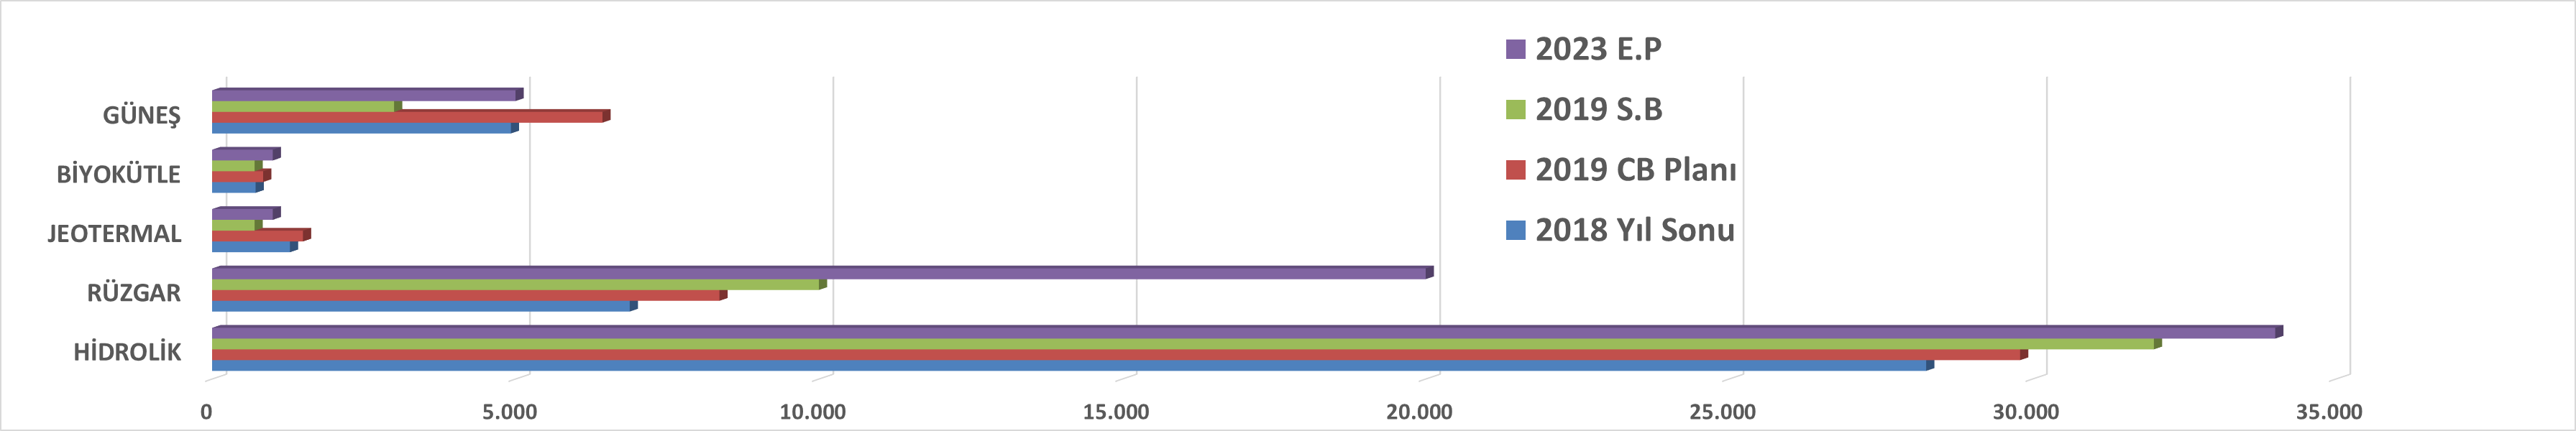 2023 E.P
2019 S.B
2019 CB Planı
2018 Yıl Sonu
GÜNEŞ
BİYOKÜTLE
JEOTERMAL
RÜZGAR
HİDROLİK
0 5.000 10.000 15.000 20.000 25.000 30.000 35.000